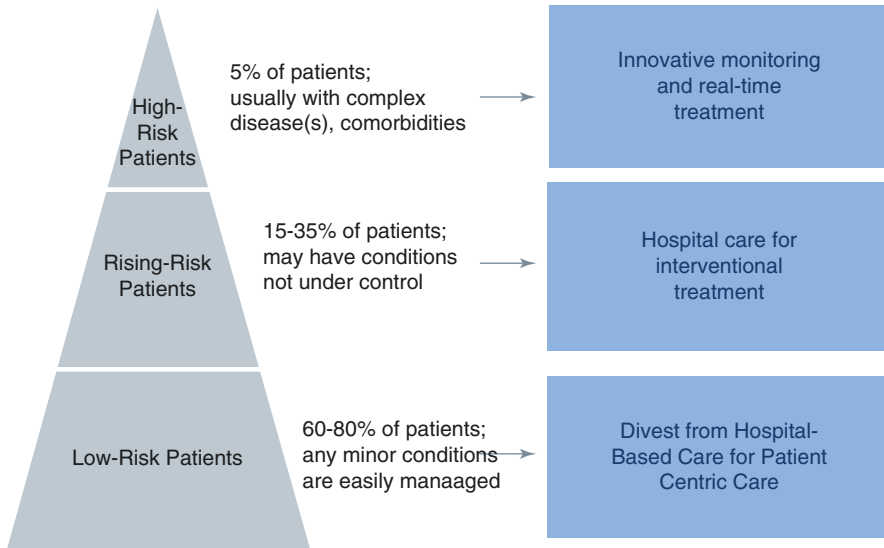 High-
Risk
Patients
5% of patients;
usually with complex
disease(s), comorbidities
Innovative monitoring
and real-time
treatment
Rising-Risk
Patients
15-35% of patients;
may have conditions
not under control
Hospital care for
interventional
treatment
Low-Risk Patients
60-80% of patients;
any minor conditions
are easily manaaged
Divest from Hospital-
Based Care for Patient
Centric Care